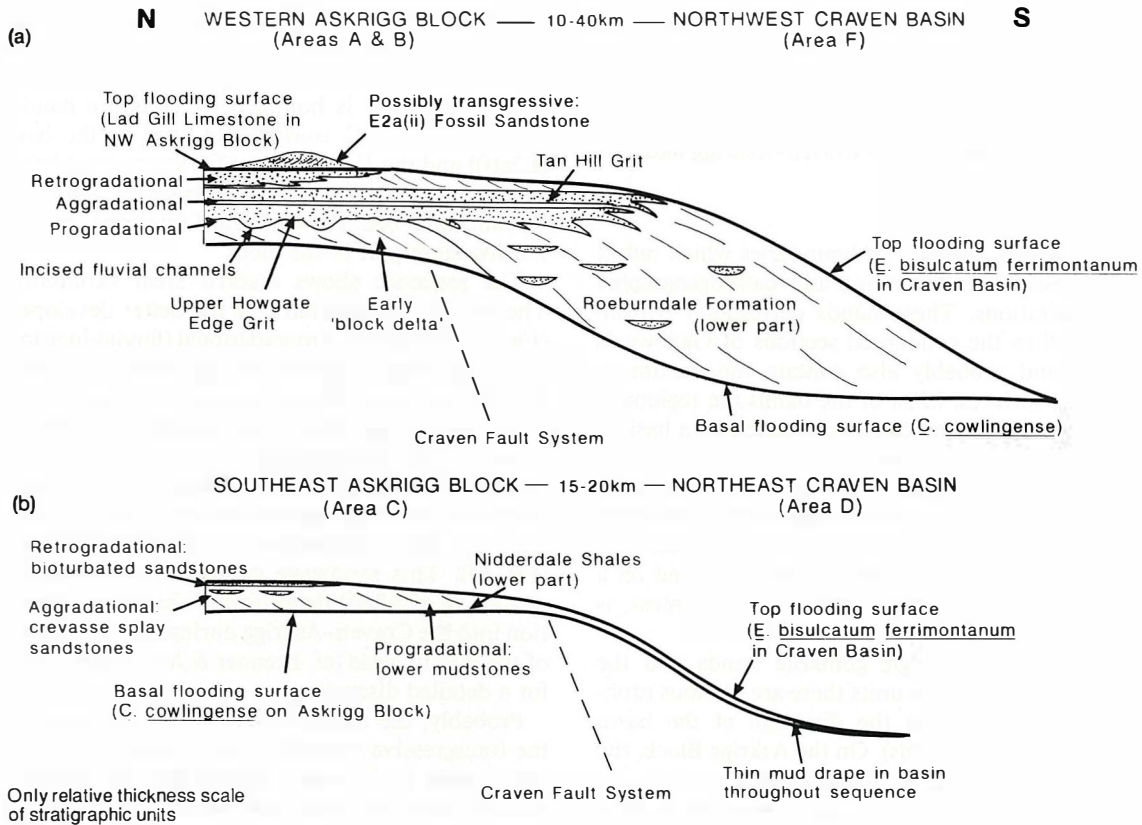 (a)
N WESTERN ASKRIGG BLOCK — 10-40km — NORTHWEST CRAVEN BASIN S
(Areas A & B) (Area F)
Top flooding surface
(Lad Gill Limestone in
NW Askrigg Block)
Possibly transgressive:
E2a(ii) Fossil Sandstone
Tan Hill Grit
Retrogradational
Aggradational
Progradational
Incised fluvial channels
Upper Howgate
Edge Grit
Early
'block delta'
Roeburndale Formation
(lower part)
Top flooding surface
(E. bisulcatum ferrimontanum
in Craven Basin)
Craven Fault System
Basal flooding surface (C. cowlingense)
(b)
SOUTHEAST ASKRIGG BLOCK — 15-20km — NORTHEAST CRAVEN BASIN
(Area C) (Area D)
Retrogradational:
bioturbated sandstones
Nidderdale Shales
(lower part)
Aggradational:
crevasse splay
sandstones
Progradational:
lower mudstones
Basal flooding surface
(C. cowlingense on Askrigg Block)
Top flooding surface
(E. bisulcatum ferrimontanum
in Craven Basin)
Craven Fault System
Thin mud drape in basin
throughout sequence
Only relative thickness scale
of stratigraphic units